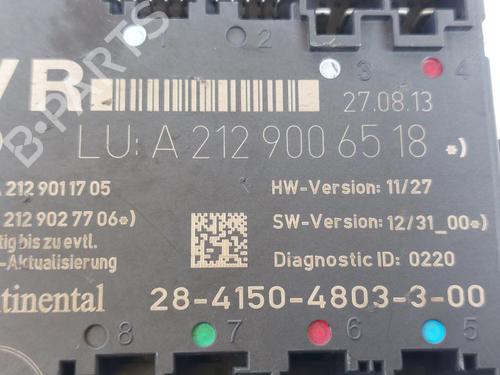 1 2 3 4
VR
27.08.13
LU: A 212 900 65 18 *)
A 212 901 17 05
HW-Version: 11/27
212 902 77 06*)
SW-Version: 12/31_00*)
tig bis zu evtl.
-Aktualisierung
Diagnostic ID: 0220
tinental
28-4150-4803-3-00
8 7 6 5
B-PARTS